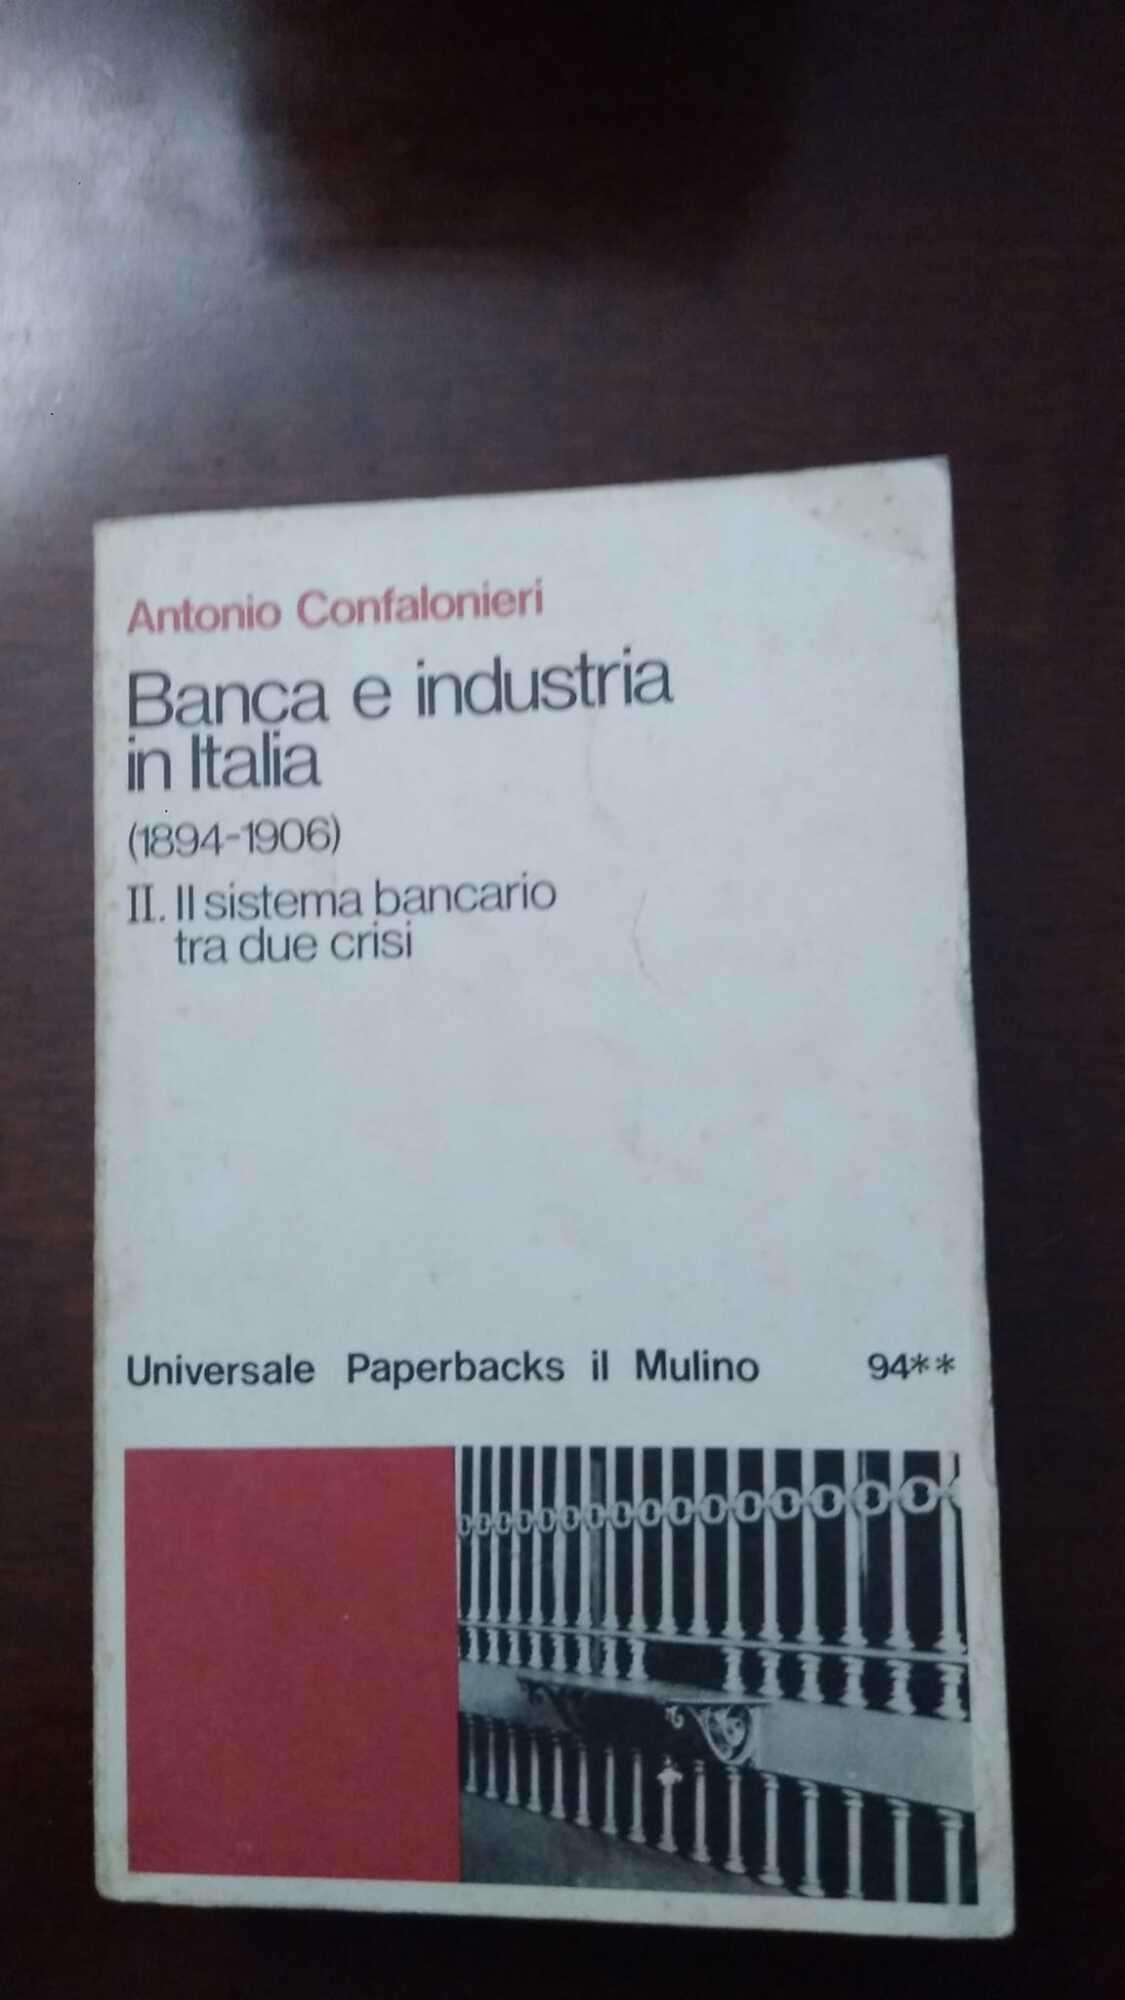 Antonio Confalonieri
Banca e industria
in Italia
(1894-1906)
II. Il sistema bancario
tra due crisi
Universale Paperbacks il Mulino 94**